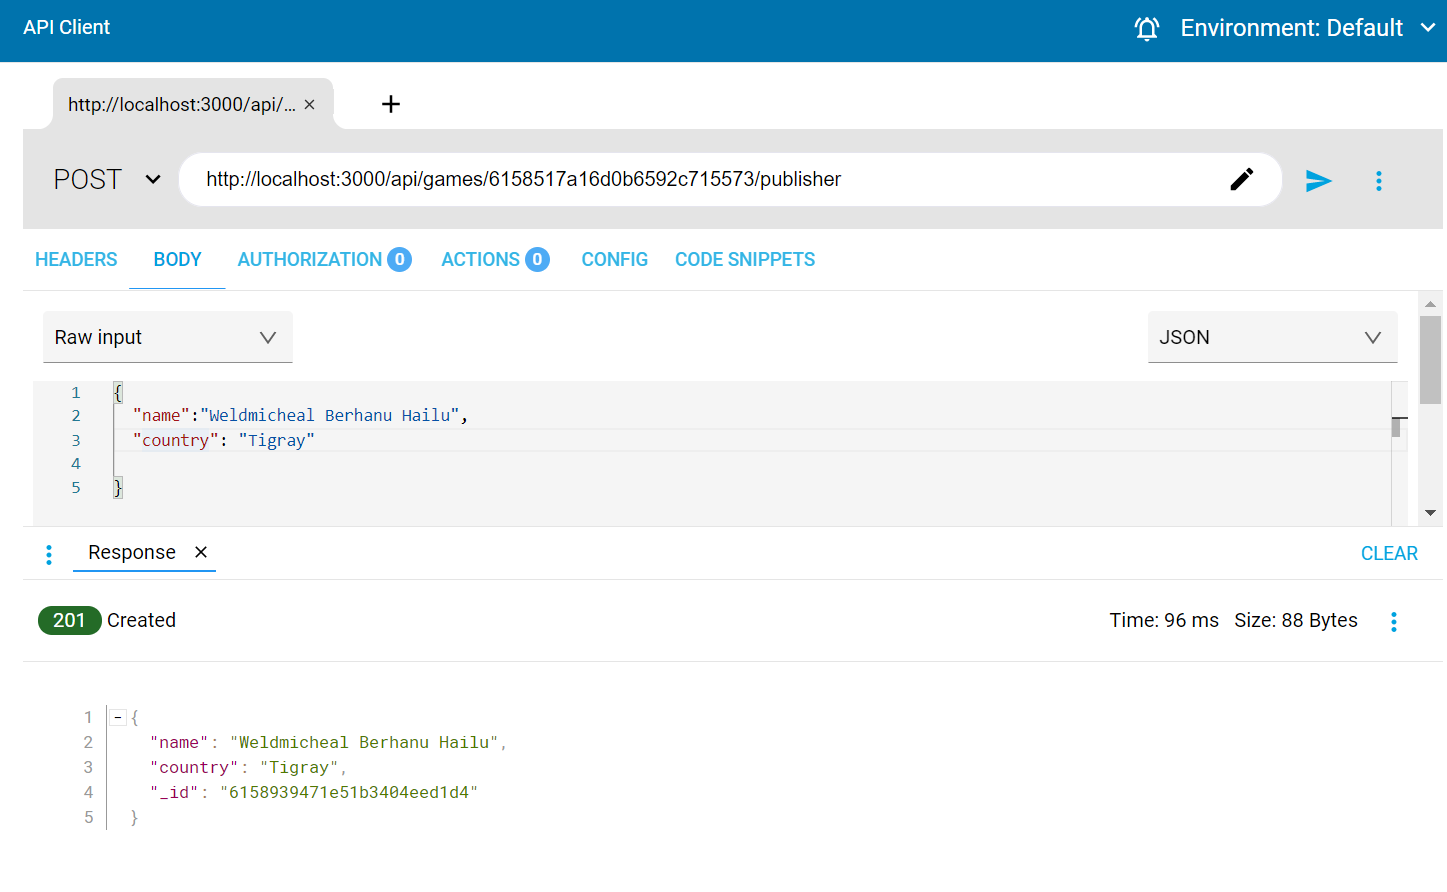 API Client
Environment: Default
http://localhost:3000/api/... ×
+
POST
http://localhost:3000/api/games/6158517a16d0b6592c715573/publisher
HEADERS BODY AUTHORIZATION 0 ACTIONS 0 CONFIG CODE SNIPPETS
Raw input
JSON
1 {
2 "name":"Weldmicheal Berhanu Hailu",
3 "country": "Tigray"
4
5 }
Response ×
CLEAR
201 Created
Time: 96 ms Size: 88 Bytes
1 - {
2 "name": "Weldmicheal Berhanu Hailu",
3 "country": "Tigray",
4 "_id": "6158939471e51b3404eed1d4"
5 }